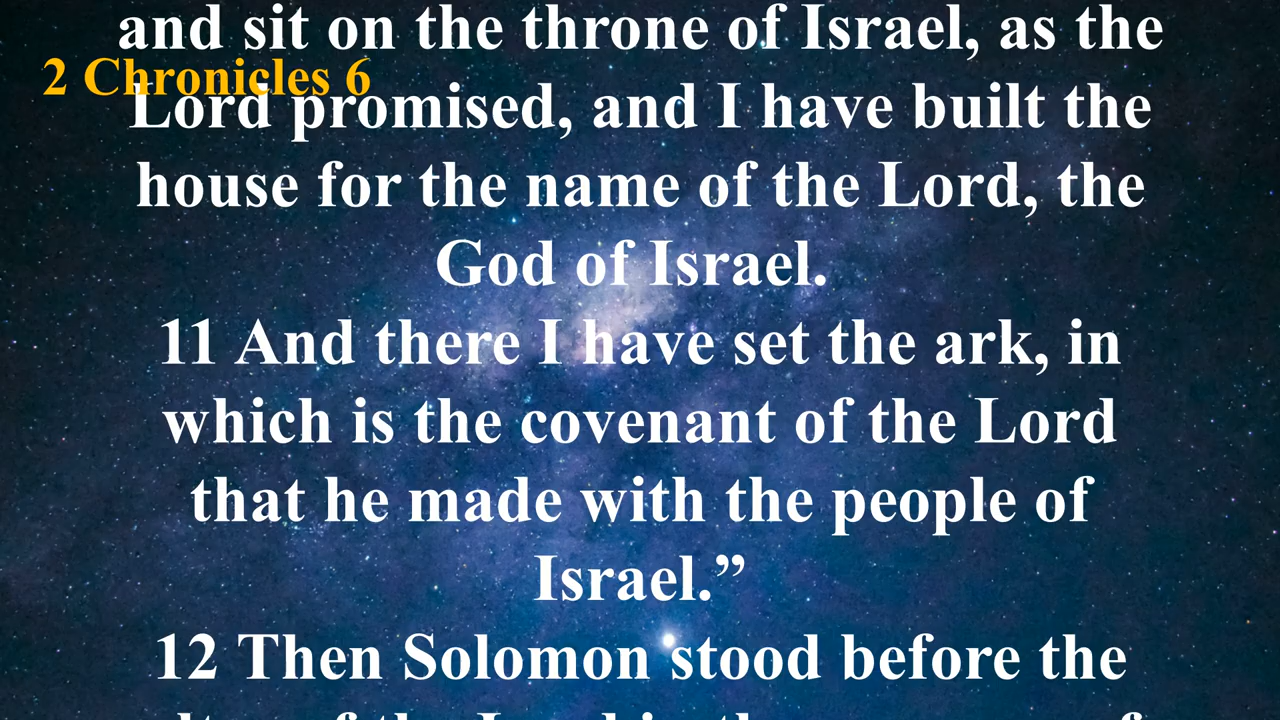 and sit on the throne of Israel, as the
2 Chronicles 6
Lord promised, and I have built the
house for the name of the Lord, the
God of Israel.
11 And there I have set the ark, in
which is the covenant of the Lord
that he made with the people of
Israel.”
12 Then Solomon stood before the